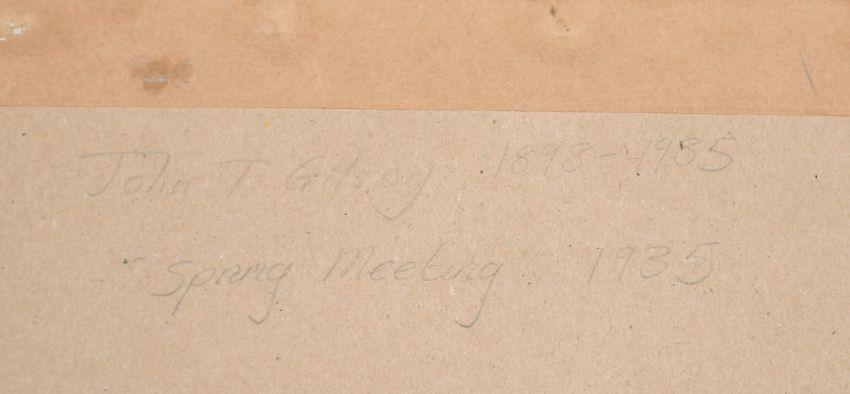 John T Gilroy 1898-1985
"Spring Meeting 1935